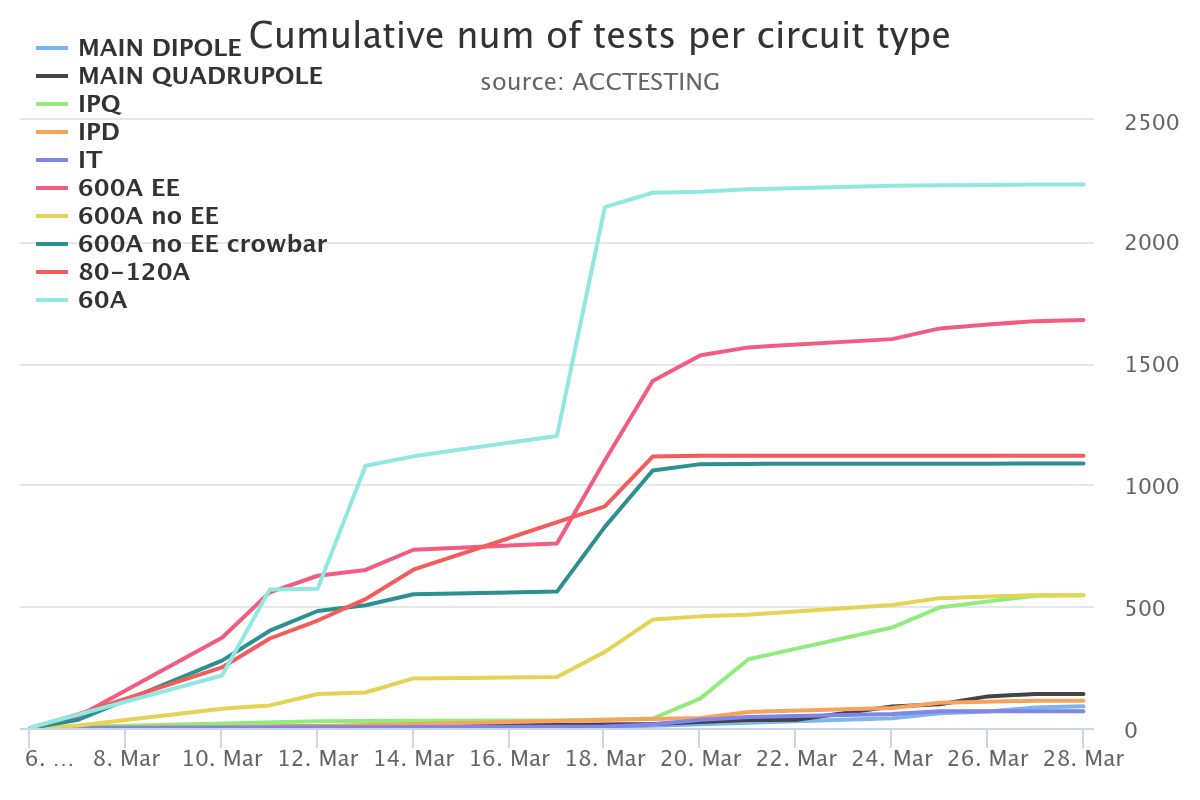 Cumulative num of tests per circuit type
source: ACCTESTING
MAIN DIPOLE
MAIN QUADRUPOLE
IPQ
IPD
IT
600A EE
600A no EE
600A no EE crowbar
80-120A
60A
2500
2000
1500
1000
500
0
6. ... 8. Mar 10. Mar 12. Mar 14. Mar 16. Mar 18. Mar 20. Mar 22. Mar 24. Mar 26. Mar 28. Mar